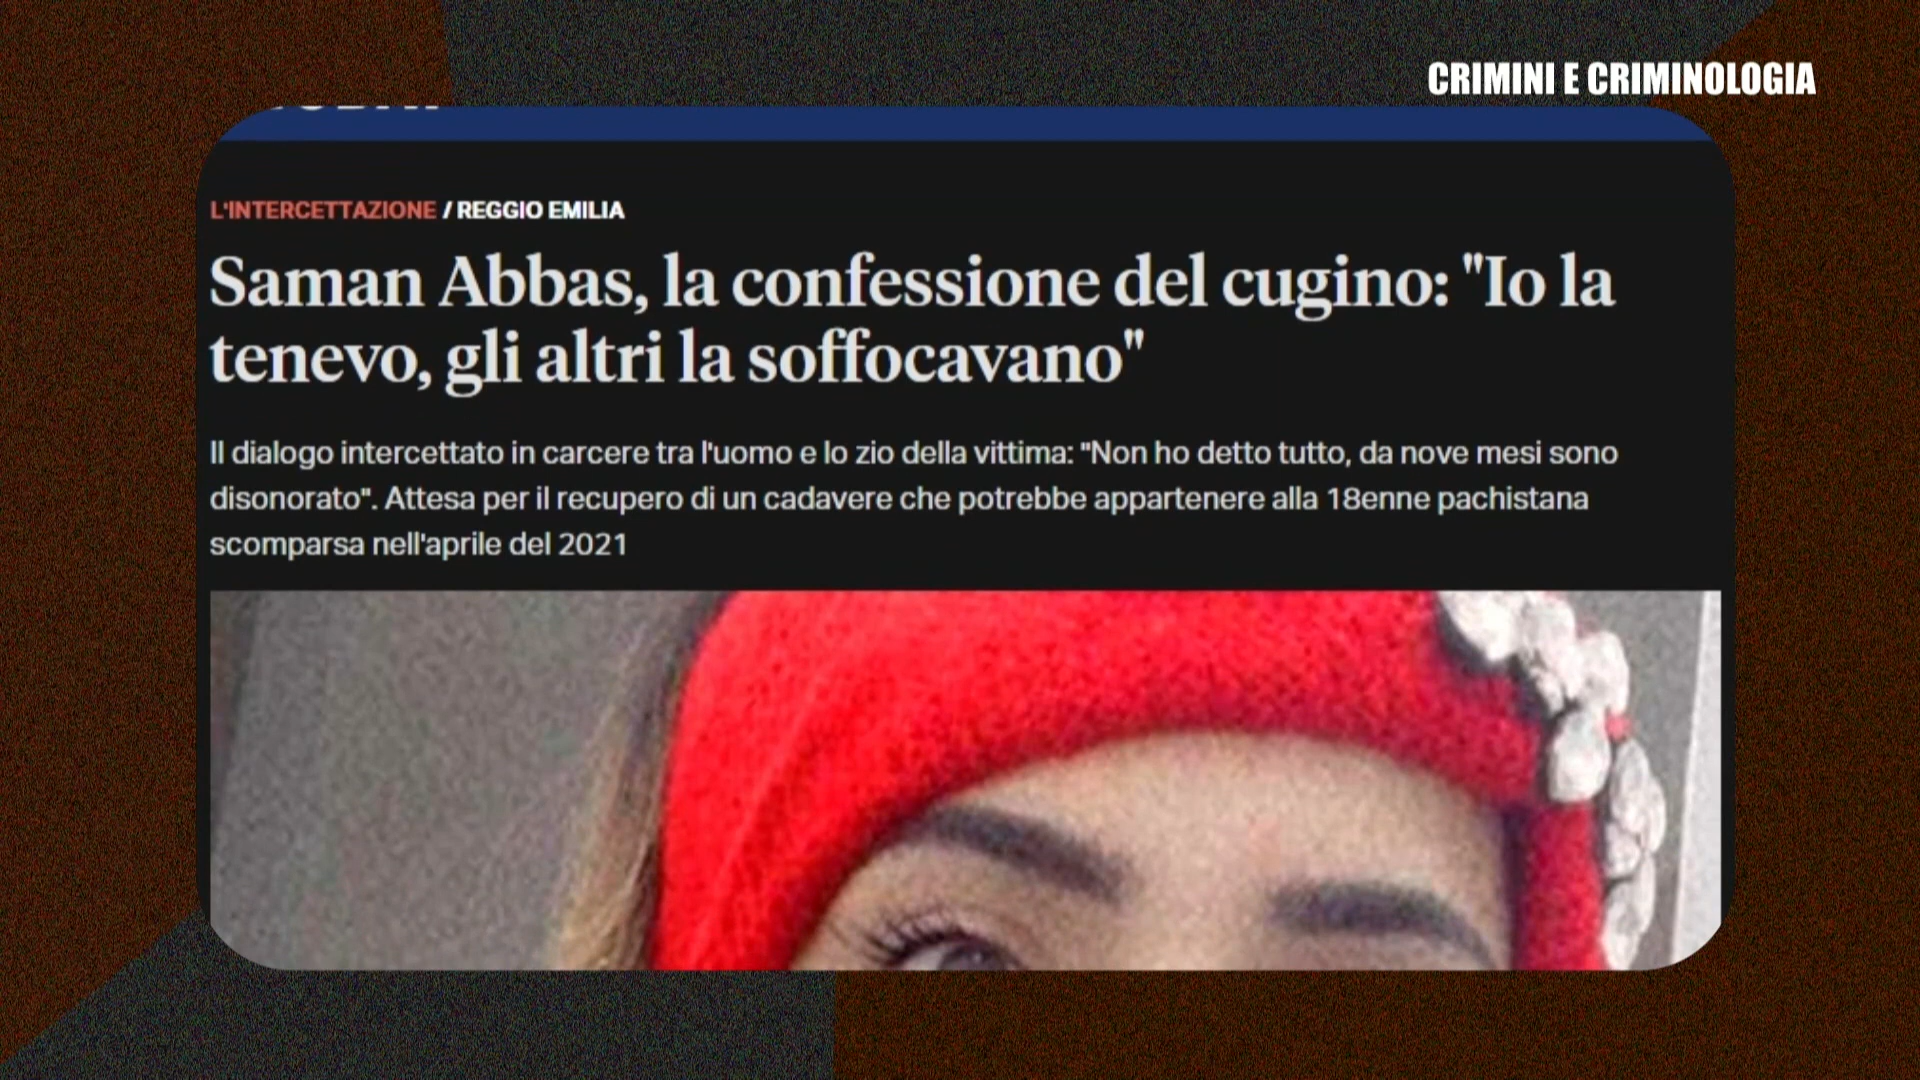 CRIMINI E CRIMINOLOGIA
L'INTERCETTAZIONE / REGGIO EMILIA
Saman Abbas, la confessione del cugino: "Io la
tenevo, gli altri la soffocavano"
Il dialogo intercettato in carcere tra l'uomo e lo zio della vittima: "Non ho detto tutto, da nove mesi sono
disonorato". Attesa per il recupero di un cadavere che potrebbe appartenere alla 18enne pachistana
scomparsa nell'aprile del 2021